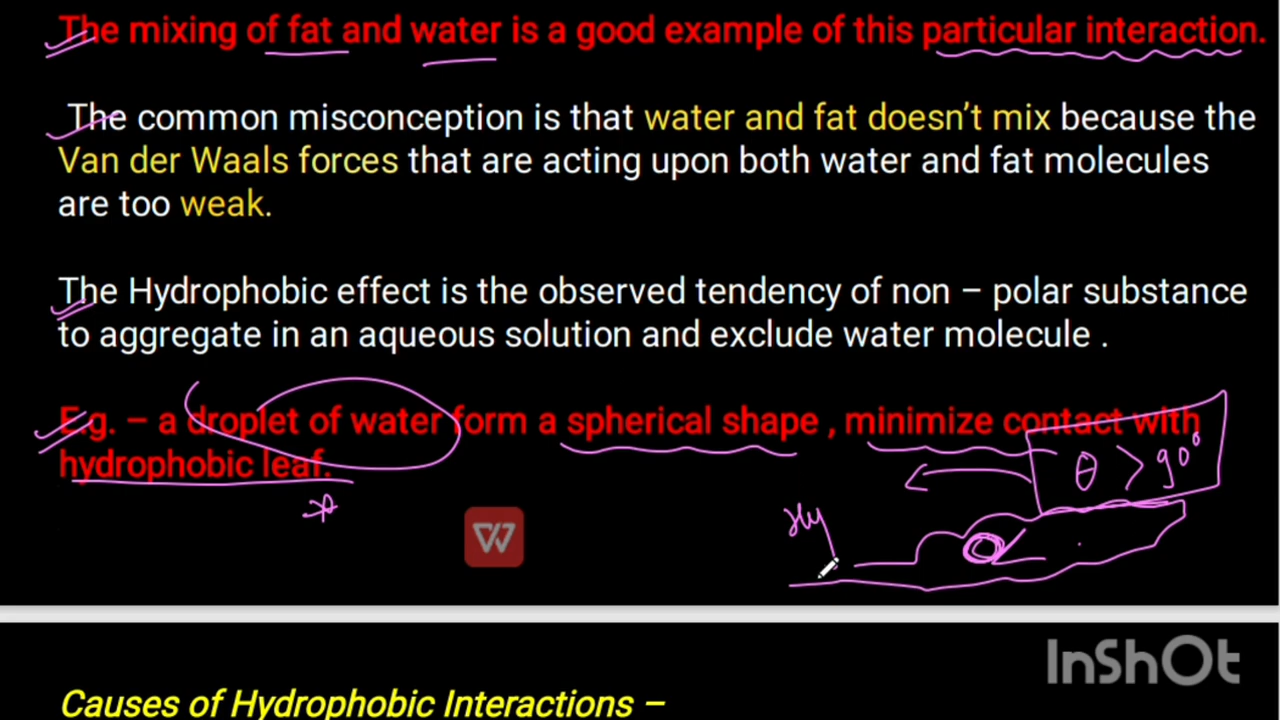 The mixing of fat and water is a good example of this particular interaction.
The common misconception is that water and fat doesn't mix because the
Van der Waals forces that are acting upon both water and fat molecules
are too weak.
The Hydrophobic effect is the observed tendency of non – polar substance
to aggregate in an aqueous solution and exclude water molecule .
E.g. – a droplet of water form a spherical shape , minimize contact with
hydrophobic leaf.
θ > 90°
Hy
InShOt
Causes of Hydrophobic Interactions –